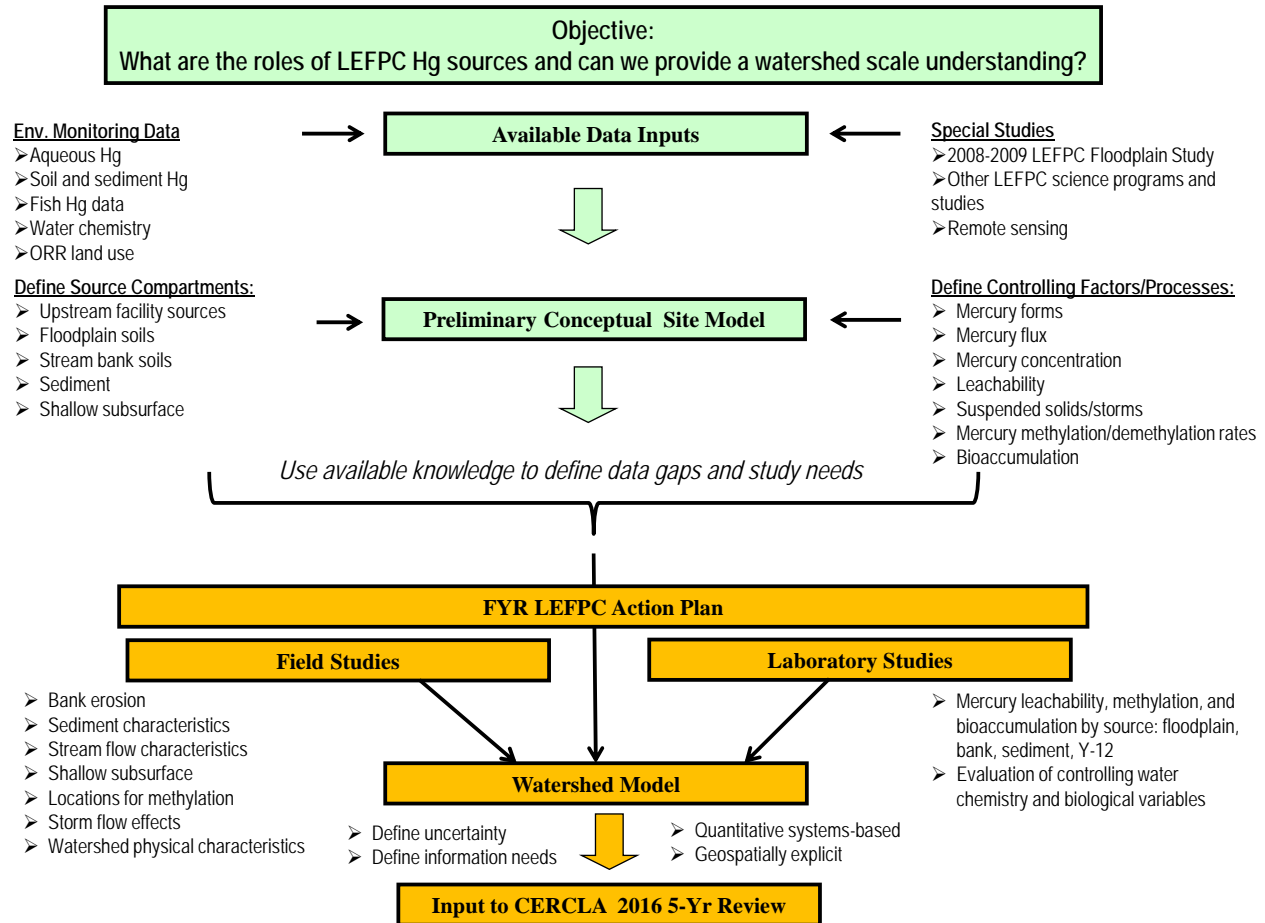 Objective:
What are the roles of LEFPC Hg sources and can we provide a watershed scale understanding?
Env. Monitoring Data
➢Aqueous Hg
➢Soil and sediment Hg
➢Fish Hg data
➢Water chemistry
➢ORR land use
Available Data Inputs
Special Studies
➢2008-2009 LEFPC Floodplain Study
➢Other LEFPC science programs and
studies
➢Remote sensing
Define Source Compartments:
➢ Upstream facility sources
➢ Floodplain soils
➢ Stream bank soils
➢ Sediment
➢ Shallow subsurface
Preliminary Conceptual Site Model
Define Controlling Factors/Processes:
➢ Mercury forms
➢ Mercury flux
➢ Mercury concentration
➢ Leachability
➢ Suspended solids/storms
➢ Mercury methylation/demethylation rates
➢ Bioaccumulation
Use available knowledge to define data gaps and study needs
FYR LEFPC Action Plan
Field Studies
Laboratory Studies
➢ Bank erosion
➢ Sediment characteristics
➢ Stream flow characteristics
➢ Shallow subsurface
➢ Locations for methylation
➢ Storm flow effects
➢ Watershed physical characteristics
➢ Mercury leachability, methylation, and
bioaccumulation by source: floodplain,
bank, sediment, Y-12
➢ Evaluation of controlling water
chemistry and biological variables
Watershed Model
➢ Define uncertainty
➢ Define information needs
➢ Quantitative systems-based
➢ Geospatially explicit
Input to CERCLA 2016 5-Yr Review